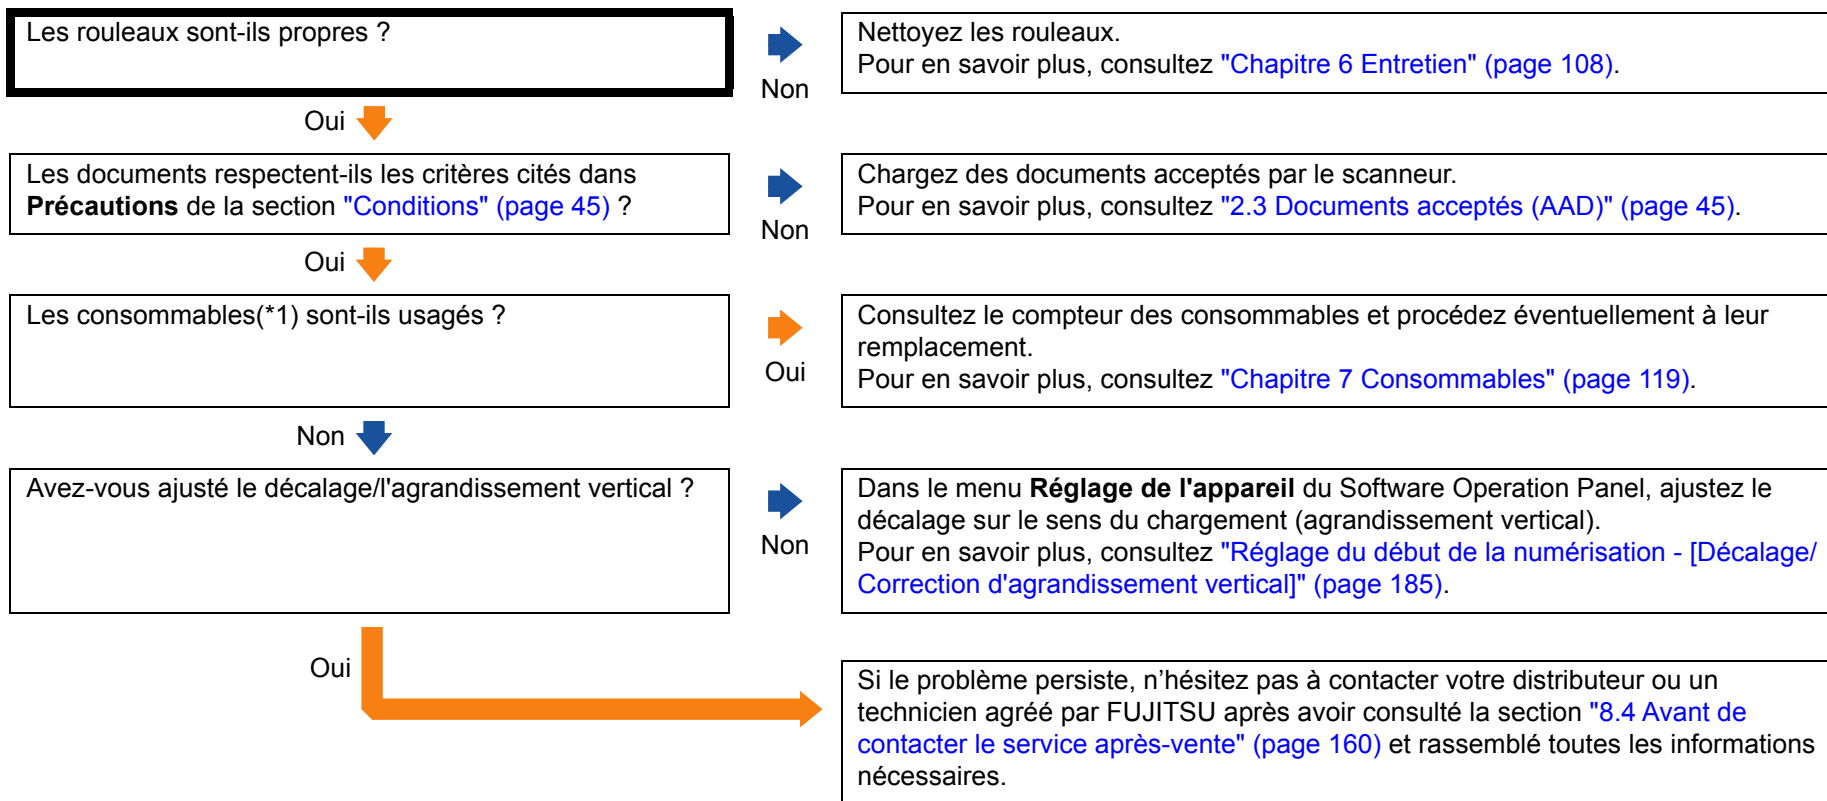 Les rouleaux sont-ils propres ?
Non
Nettoyez les rouleaux.
Pour en savoir plus, consultez "Chapitre 6 Entretien" (page 108).
Oui
Les documents respectent-ils les critères cités dans
Précautions de la section "Conditions" (page 45) ?
Non
Chargez des documents acceptés par le scanneur.
Pour en savoir plus, consultez "2.3 Documents acceptés (AAD)" (page 45).
Oui
Les consommables(*1) sont-ils usagés ?
Oui
Consultez le compteur des consommables et procédez éventuellement à leur
remplacement.
Pour en savoir plus, consultez "Chapitre 7 Consommables" (page 119).
Non
Avez-vous ajusté le décalage/l'agrandissement vertical ?
Non
Dans le menu Réglage de l'appareil du Software Operation Panel, ajustez le
décalage sur le sens du chargement (agrandissement vertical).
Pour en savoir plus, consultez "Réglage du début de la numérisation - [Décalage/
Correction d'agrandissement vertical]" (page 185).
Oui
Si le problème persiste, n’hésitez pas à contacter votre distributeur ou un
technicien agréé par FUJITSU après avoir consulté la section "8.4 Avant de
contacter le service après-vente" (page 160) et rassemblé toutes les informations
nécessaires.